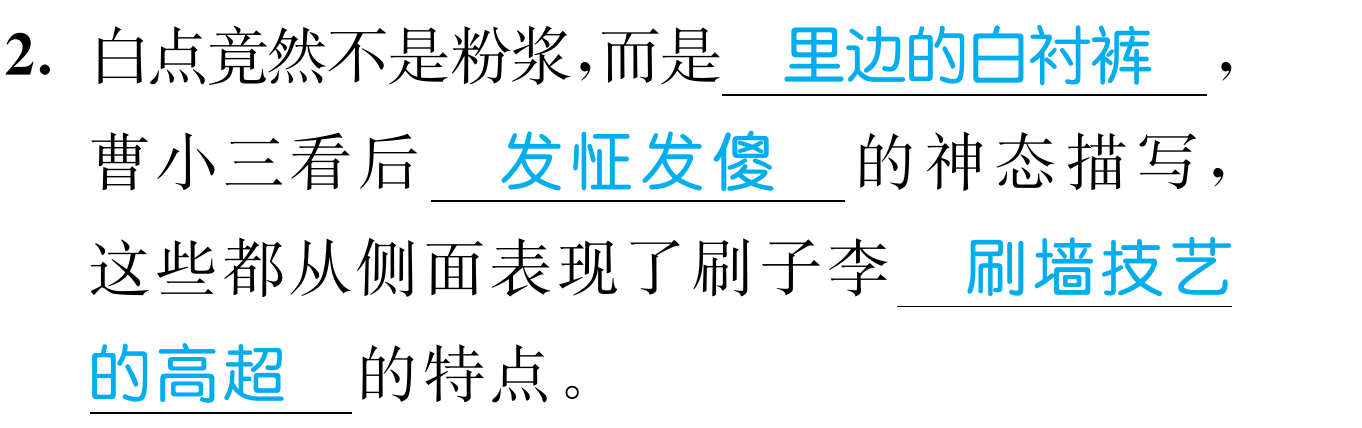 2. 白点竟然不是粉浆,而是 里边的白衬裤 ,
曹小三看后 发怔发傻 的神态描写,
这些都从侧面表现了刷子李 刷墙技艺
的高超 的特点。